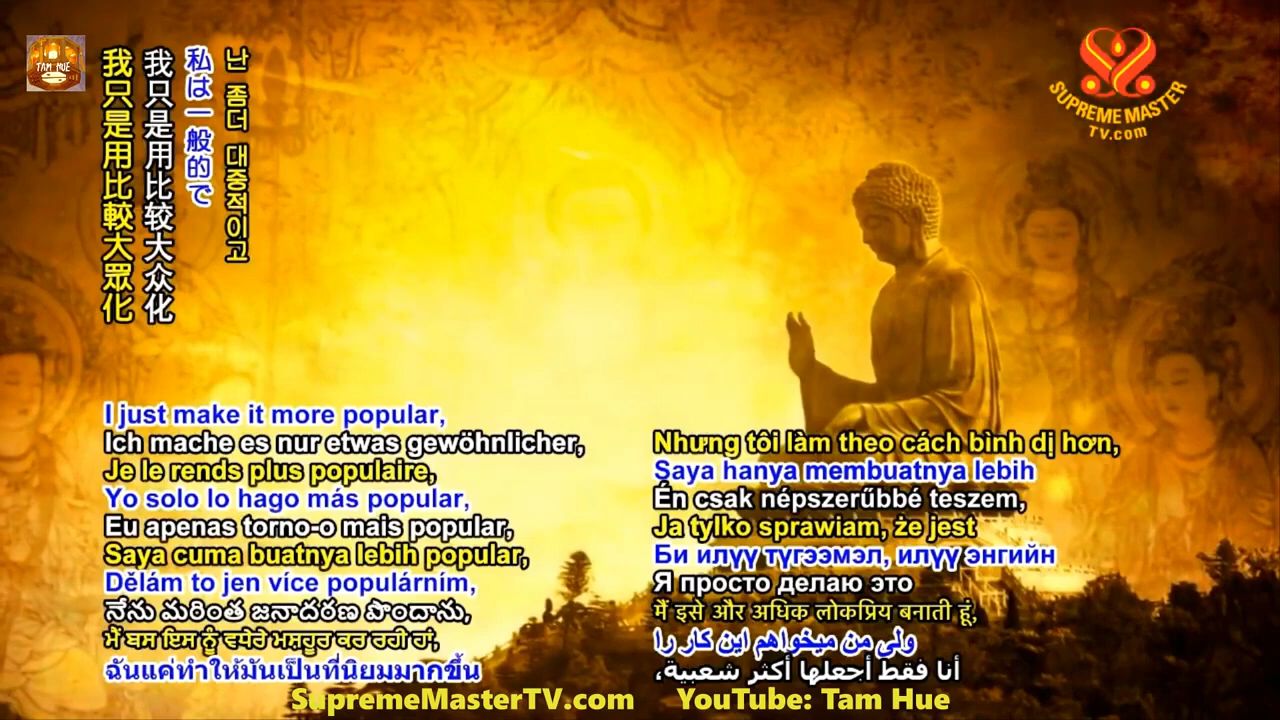 TAM HUE
SUPREME MASTER
TV.com
난 좀더 대중적이고
私は一般的で
我只是用比较大众化
我只是用比較大眾化
I just make it more popular,
Ich mache es nur etwas gewöhnlicher,
Je le rends plus populaire,
Yo solo lo hago más popular,
Eu apenas torno-o mais popular,
Saya cuma buatnya lebih popular,
Dělám to jen více populárním,
ਮੈਂ ਬਸ ਇਸ ਨੂੰ ਵਧੇਰੇ ਮਸ਼ਹੂਰ ਕਰ ਰਹੀ ਹਾਂ,
ฉันแค่ทำให้มันเป็นที่นิยมมากขึ้น
Nhưng tôi làm theo cách bình dị hơn,
Saya hanya membuatnya lebih
Én csak népszerűbbé teszem,
Ja tylko sprawiam, że jest
Би илүү түгээмэл, илүү энгийн
Я просто делаю это
मैं इसे और अधिक लोकप्रिय बनाती हूं,
ولی من میخواهم این کار را
أنا فقط أجعلها أكثر شعبية،
SupremeMasterTV.com YouTube: Tam Hue